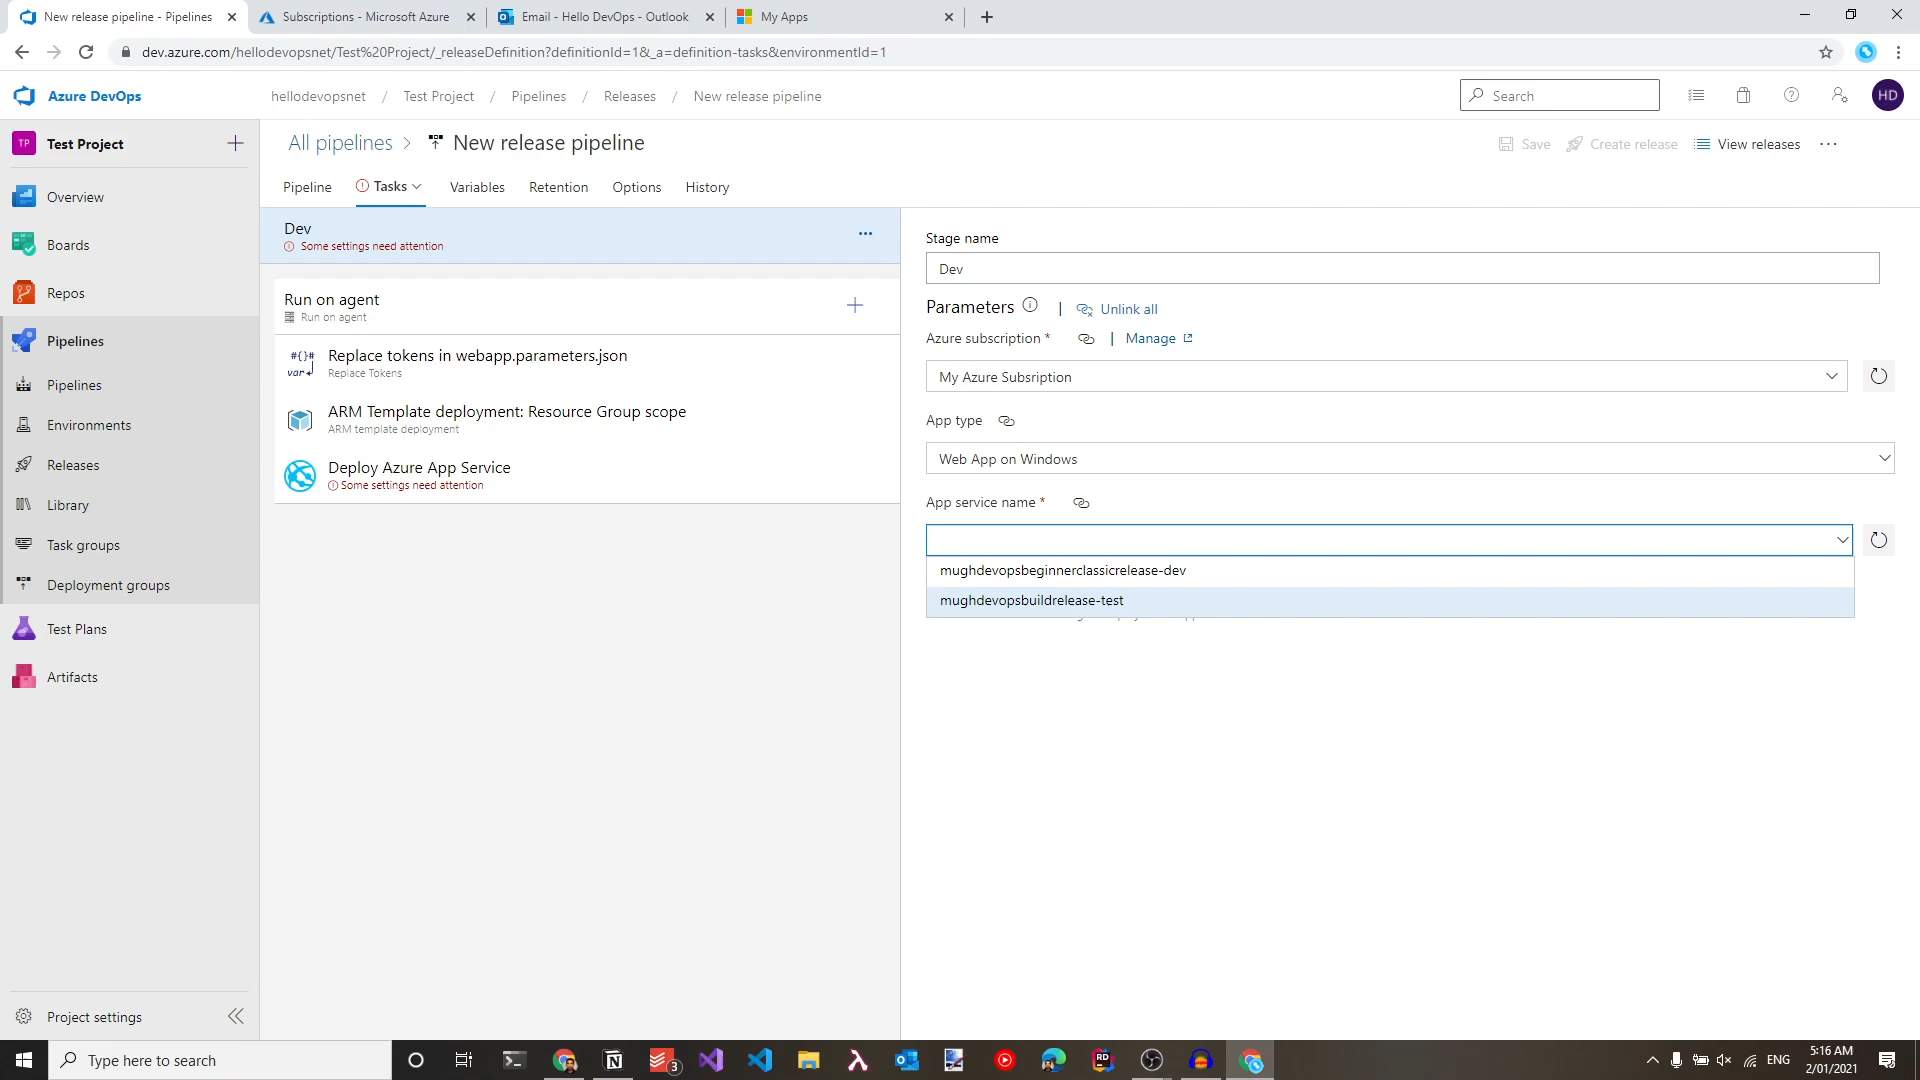 New release pipeline - Pipelines
Subscriptions - Microsoft Azure
Email - Hello DevOps - Outlook
My Apps
dev.azure.com/hellodevopsnet/Test%20Project/_releaseDefinition?definitionId=1&_a=definition-tasks&environmentId=1
Azure DevOps
hellodevopsnet / Test Project / Pipelines / Releases / New release pipeline
Search
HD
TP Test Project
All pipelines > New release pipeline
Save
Create release
View releases
Pipeline
Tasks
Variables
Retention
Options
History
Overview
Boards
Repos
Pipelines
Pipelines
Environments
Releases
Library
Task groups
Deployment groups
Test Plans
Artifacts
Project settings
Dev
Some settings need attention
Run on agent
Run on agent
#{}#
var
Replace tokens in webapp.parameters.json
Replace Tokens
ARM Template deployment: Resource Group scope
ARM template deployment
Deploy Azure App Service
Some settings need attention
Stage name
Dev
Parameters | Unlink all
Azure subscription * | Manage
My Azure Subsription
App type
Web App on Windows
App service name *
mughdevopsbeginnerclassicrelease-dev
mughdevopsbuildrelease-test
Type here to search
3
RD
ENG
5:16 AM
2/01/2021